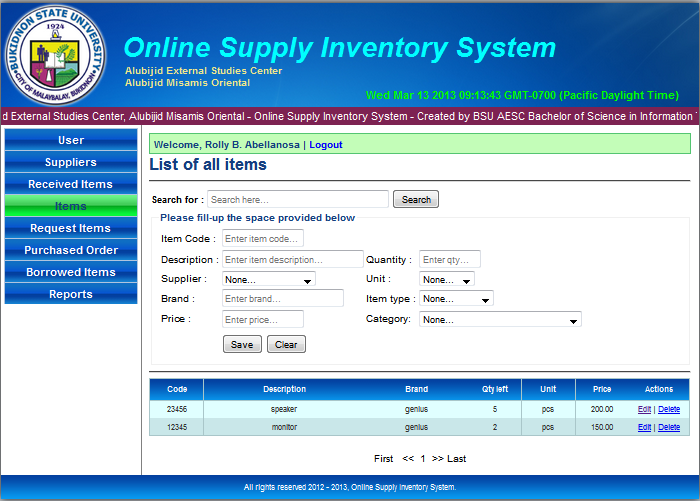 BUKIDNON STATE UNIVERSITY
1924
CITY OF MALAYBALAY, BUKIDNON
Online Supply Inventory System
Alubijid External Studies Center
Alubijid Misamis Oriental
Wed Mar 13 2013 09:13:43 GMT-0700 (Pacific Daylight Time)
d External Studies Center, Alubijid Misamis Oriental - Online Supply Inventory System - Created by BSU AESC Bachelor of Science in Information
User
Suppliers
Received Items
Items
Request Items
Purchased Order
Borrowed Items
Reports
Welcome, Rolly B. Abellanosa | Logout
List of all items
Search for : Search here... Search
Please fill-up the space provided below
Item Code : Enter item code...
Description : Enter item description... Quantity : Enter qty...
Supplier : None... Unit : None...
Brand : Enter brand... Item type : None...
Price : Enter price... Category: None...
Save Clear
Code Description Brand Qty left Unit Price Actions
23456 speaker genius 5 pcs 200.00 Edit | Delete
12345 monitor genius 2 pcs 150.00 Edit | Delete
First << 1 >> Last
All rights reserved 2012 - 2013, Online Supply Inventory System.